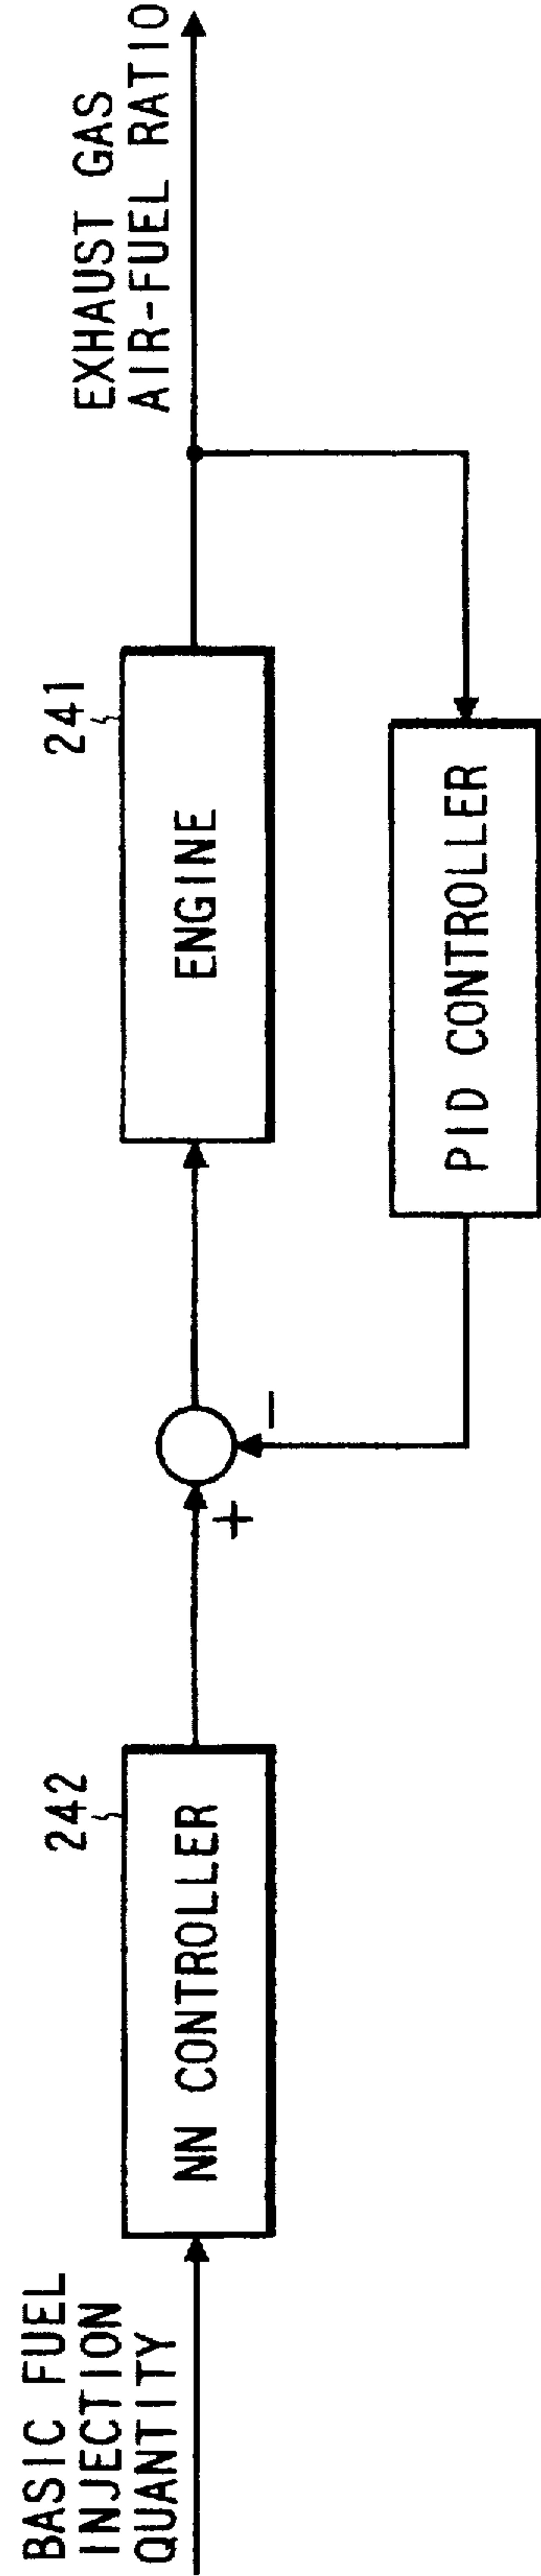 BASIC FUEL
INJECTION
QUANTITY
242
NN CONTROLLER
+
−
241
ENGINE
PID CONTROLLER
EXHAUST GAS
AIR-FUEL RATIO